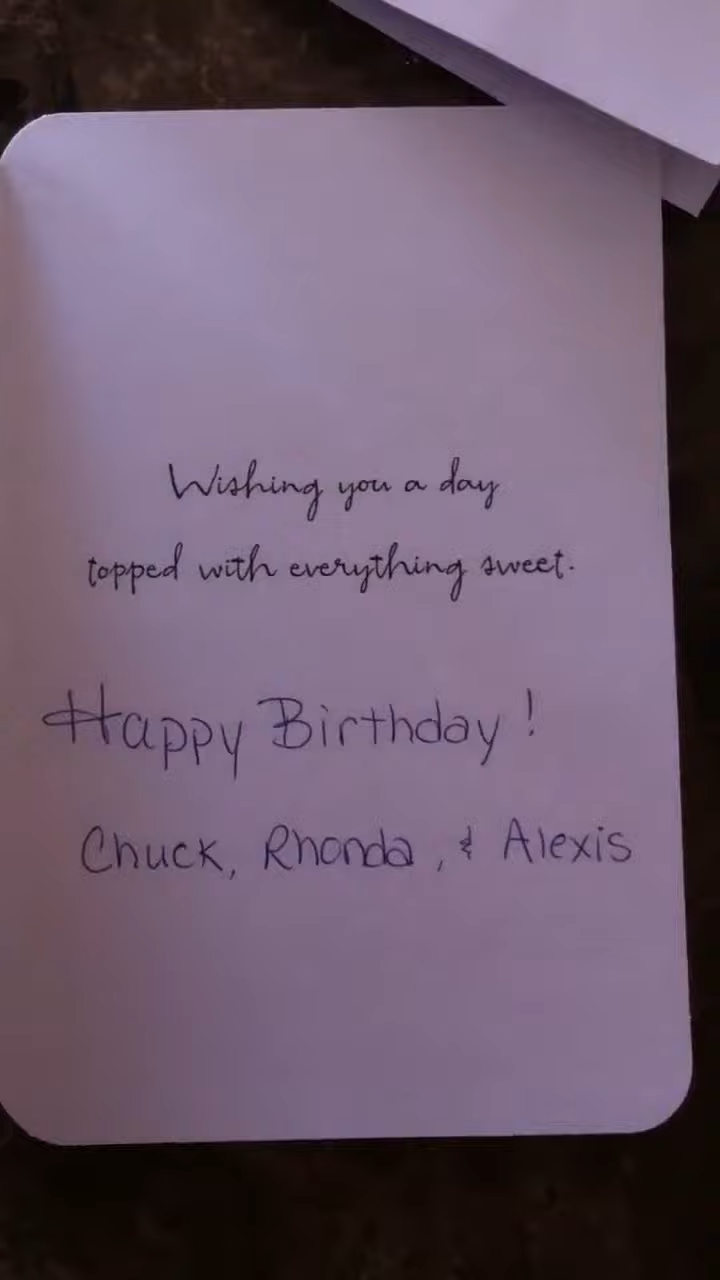 Wishing you a day
topped with everything sweet.
Happy Birthday!
Chuck, Rhonda, & Alexis